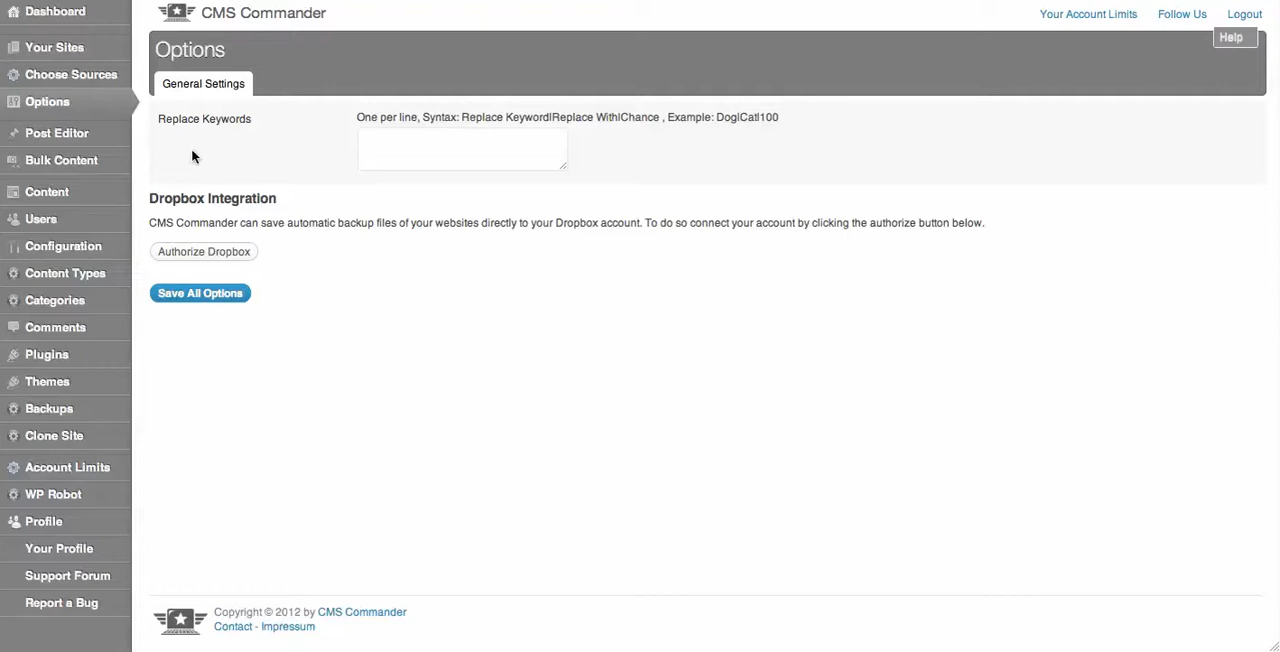 Dashboard
Your Sites
Choose Sources
Options
Post Editor
Bulk Content
Content
Users
Configuration
Content Types
Categories
Comments
Plugins
Themes
Backups
Clone Site
Account Limits
WP Robot
Profile
Your Profile
Support Forum
Report a Bug
CMS Commander
Your Account Limits
Follow Us
Logout
Help
Options
General Settings
Replace Keywords
One per line, Syntax: Replace Keyword|Replace With|Chance , Example: Dog|Cat|100
Dropbox Integration
CMS Commander can save automatic backup files of your websites directly to your Dropbox account. To do so connect your account by clicking the authorize button below.
Authorize Dropbox
Save All Options
Copyright © 2012 by CMS Commander
Contact - Impressum